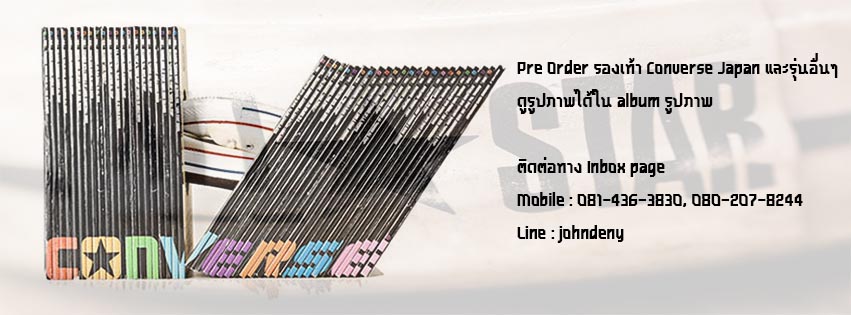 CONVERSE
ALL STAR
Pre Order รองเท้า Converse Japan และรุ่นอื่นๆ
ดูรูปภาพได้ใน album รูปภาพ
ติดต่อทาง Inbox page
Mobile : 081-436-3830, 080-207-8244
Line : johndeny